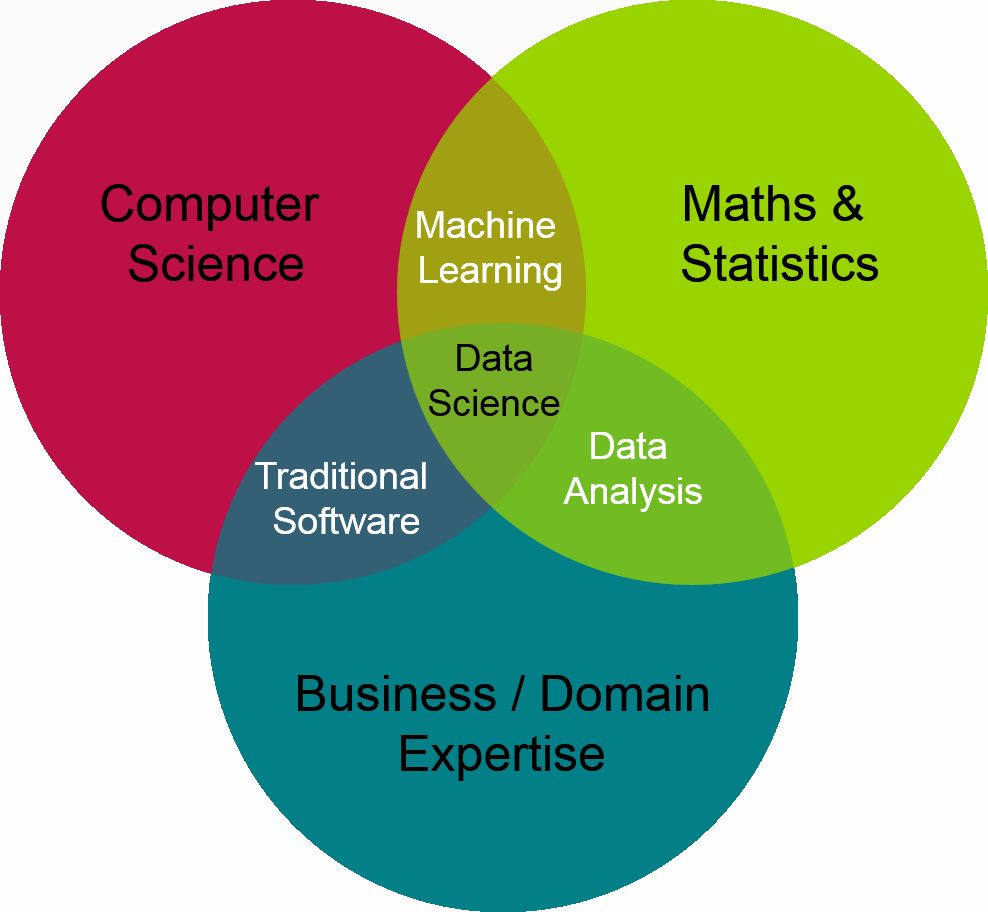 Computer
Science
Maths &
Statistics
Machine
Learning
Data
Science
Data
Analysis
Traditional
Software
Business / Domain
Expertise